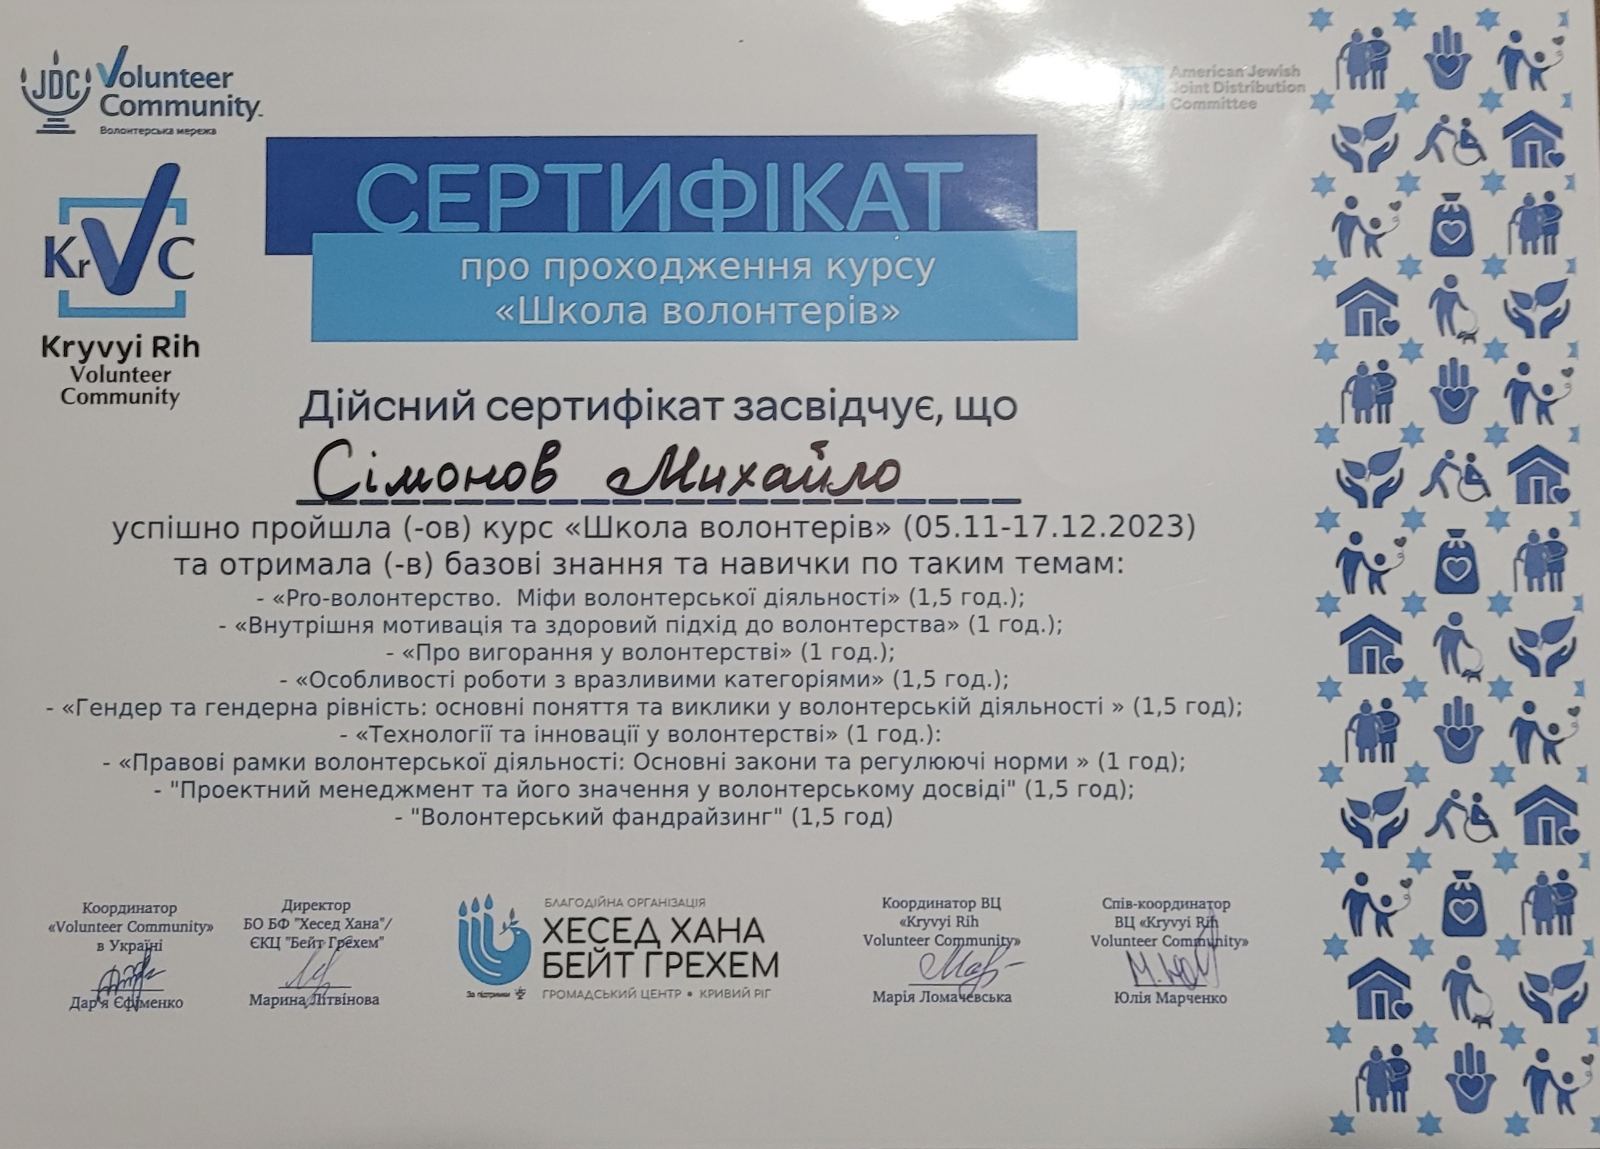 JDC Volunteer
Community.
Волонтерська мережа
American Jewish
Joint Distribution
Committee
KrVC
Kryvyi Rih
Volunteer
Community
СЕРТИФІКАТ
про проходження курсу
«Школа волонтерів»
Дійсний сертифікат засвідчує, що
Сімонов Михайло
успішно пройшла (-ов) курс «Школа волонтерів» (05.11-17.12.2023)
та отримала (-в) базові знання та навички по таким темам:
- «Pro-волонтерство. Міфи волонтерської діяльності» (1,5 год.);
- «Внутрішня мотивація та здоровий підхід до волонтерства» (1 год.);
- «Про вигорання у волонтерстві» (1 год.);
- «Особливості роботи з вразливими категоріями» (1,5 год.);
- «Гендер та гендерна рівність: основні поняття та виклики у волонтерській діяльності » (1,5 год);
- «Технології та інновації у волонтерстві» (1 год.):
- «Правові рамки волонтерської діяльності: Основні закони та регулюючі норми » (1 год);
- "Проектний менеджмент та його значення у волонтерському досвіді" (1,5 год);
- "Волонтерський фандрайзинг" (1,5 год)
Координатор
«Volunteer Community»
в Україні
Дар'я Єфіменко
Директор
БО БФ "Хесед Хана"/
ЄКЦ "Бейт Грехем"
Марина Літвінова
БЛАГОДІЙНА ОРГАНІЗАЦІЯ
ХЕСЕД ХАНА
БЕЙТ ГРЕХЕМ
За підтримки
ГРОМАДСЬКИЙ ЦЕНТР • КРИВИЙ РІГ
Координатор ВЦ
«Kryvyi Rih
Volunteer Community»
Марія Ломачевська
Спів-координатор
ВЦ «Kryvyi Rih
Volunteer Community»
Юлія Марченко